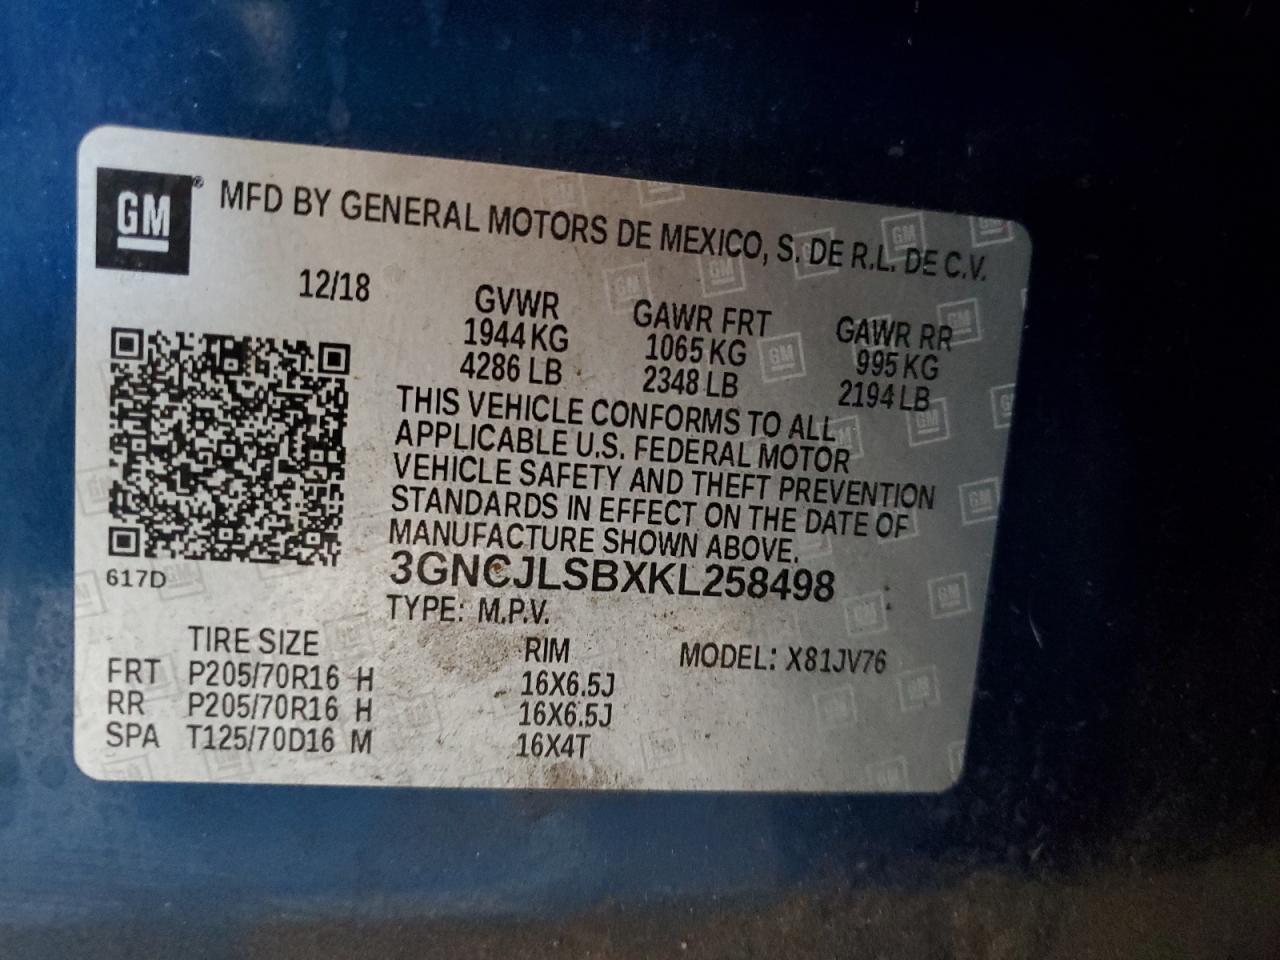 GM® MFD BY GENERAL MOTORS DE MEXICO, S. DE R.L. DE C.V.
12/18 GVWR GAWR FRT GAWR RR
1944 KG 1065 KG 995 KG
4286 LB 2348 LB 2194 LB
THIS VEHICLE CONFORMS TO ALL
APPLICABLE U.S. FEDERAL MOTOR
VEHICLE SAFETY AND THEFT PREVENTION
STANDARDS IN EFFECT ON THE DATE OF
MANUFACTURE SHOWN ABOVE.
617D 3GNCJLSBXKL258498
TYPE: M.P.V.
TIRE SIZE RIM MODEL: X81JV76
FRT P205/70R16 H 16X6.5J
RR P205/70R16 H 16X6.5J
SPA T125/70D16 M 16X4T